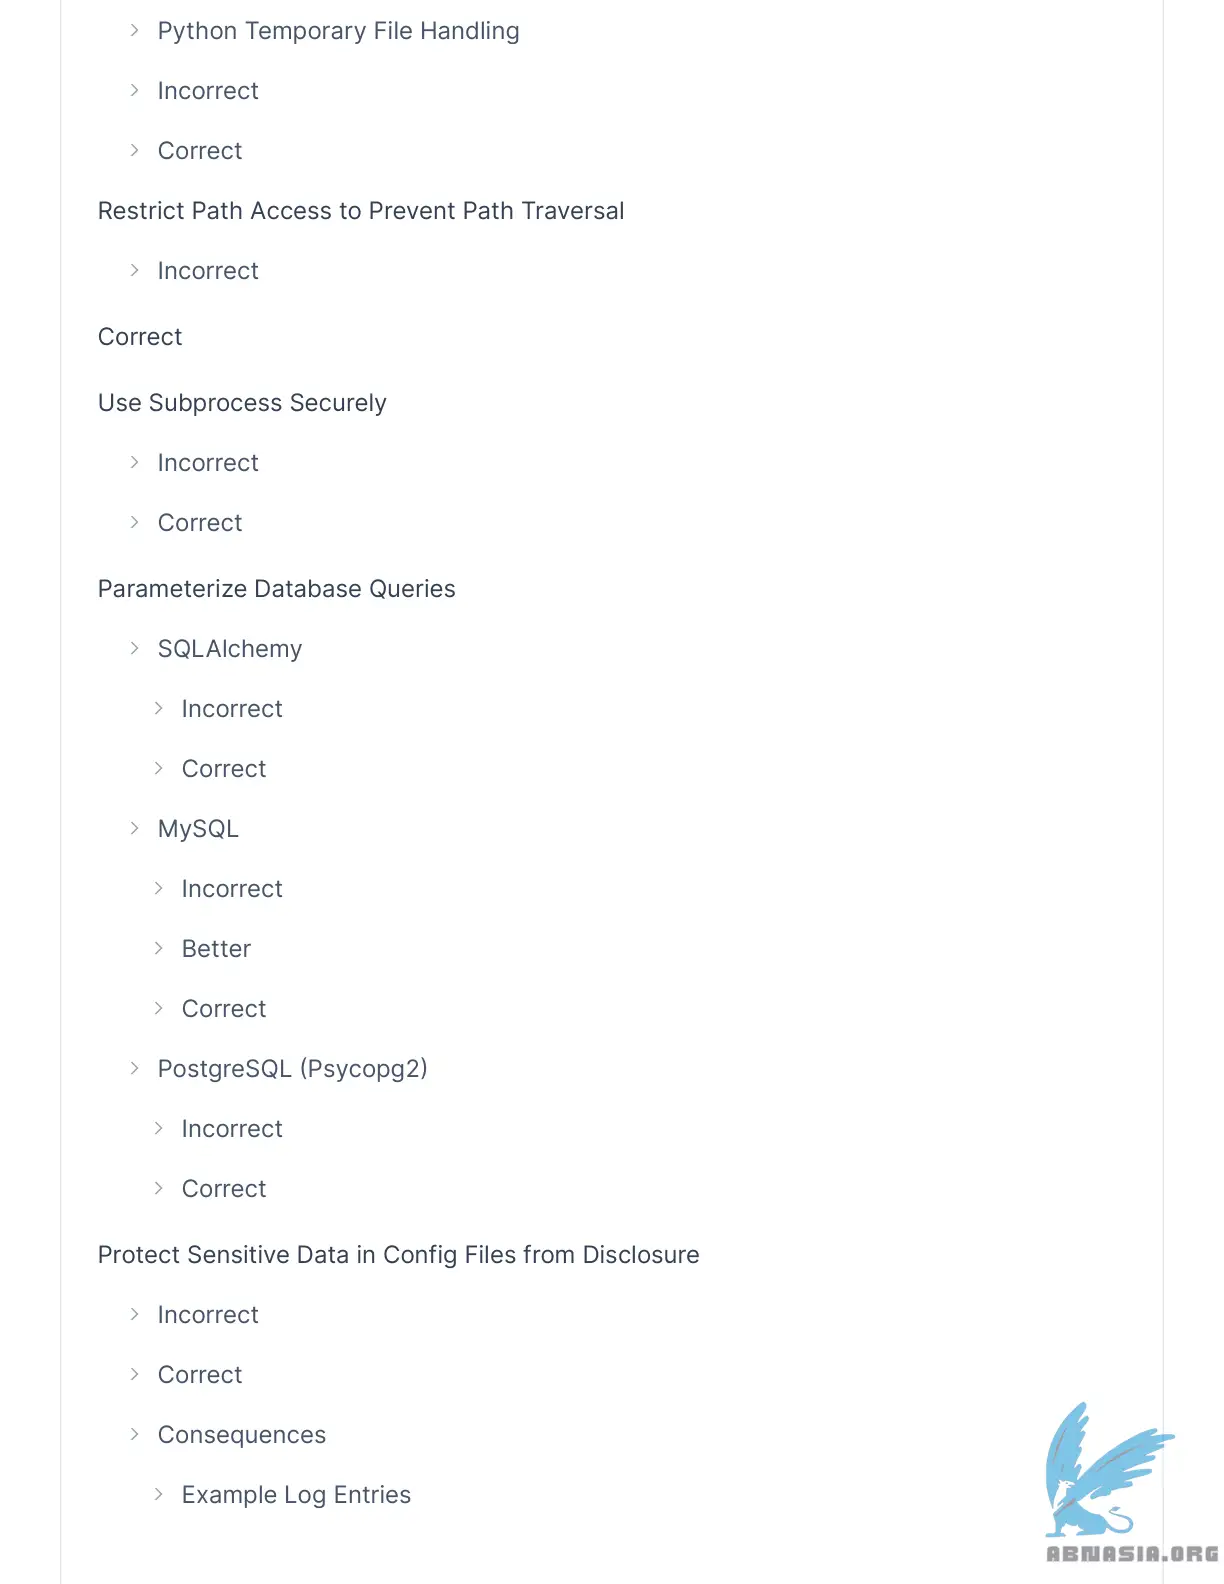 Python Temporary File Handling
Incorrect
Correct
Restrict Path Access to Prevent Path Traversal
Incorrect
Correct
Use Subprocess Securely
Incorrect
Correct
Parameterize Database Queries
SQLAlchemy
Incorrect
Correct
MySQL
Incorrect
Better
Correct
PostgreSQL (Psycopg2)
Incorrect
Correct
Protect Sensitive Data in Config Files from Disclosure
Incorrect
Correct
Consequences
Example Log Entries
ABNASIA.ORG